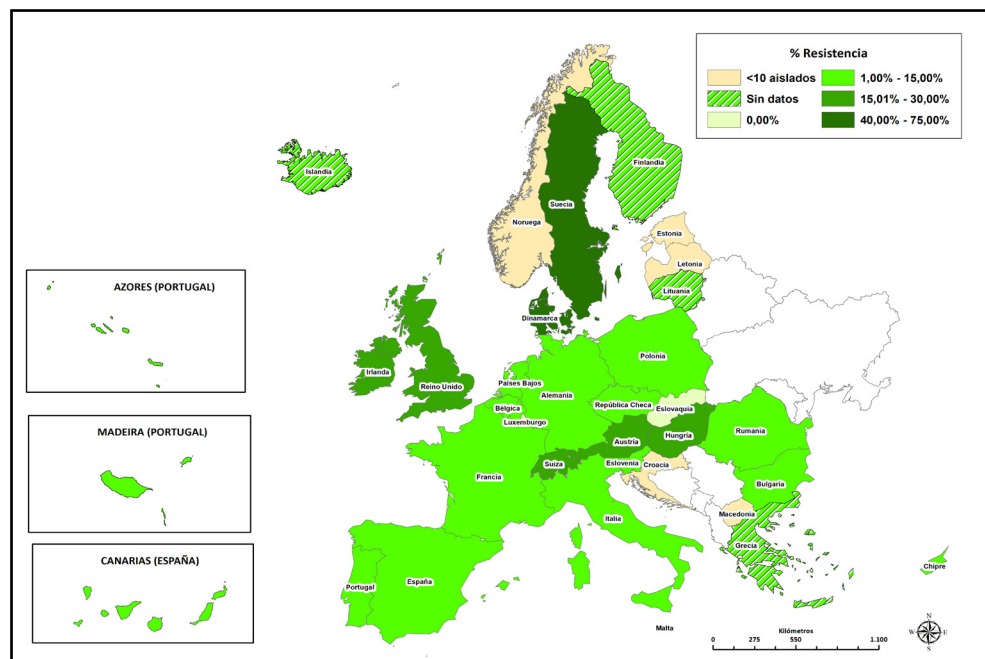 % Resistencia
<10 aislados
1,00% - 15,00%
Sin datos
15,01% - 30,00%
0,00%
40,00% - 75,00%
Islandia
Finlandia
Suecia
Noruega
Estonia
Letonia
Lituania
Dinamarca
AZORES (PORTUGAL)
Irlanda
Reino Unido
Países Bajos
Polonia
Alemania
Bélgica
República Checa
Eslovaquia
Luxemburgo
MADEIRA (PORTUGAL)
Austria
Hungría
Rumania
Suiza
Eslovenia
Croacia
Francia
Bulgaria
Macedonia
Italia
Grecia
CANARIAS (ESPAÑA)
Portugal
España
Chipre
Malta
Kilómetros
0 275 550 1.100
N
W E
S